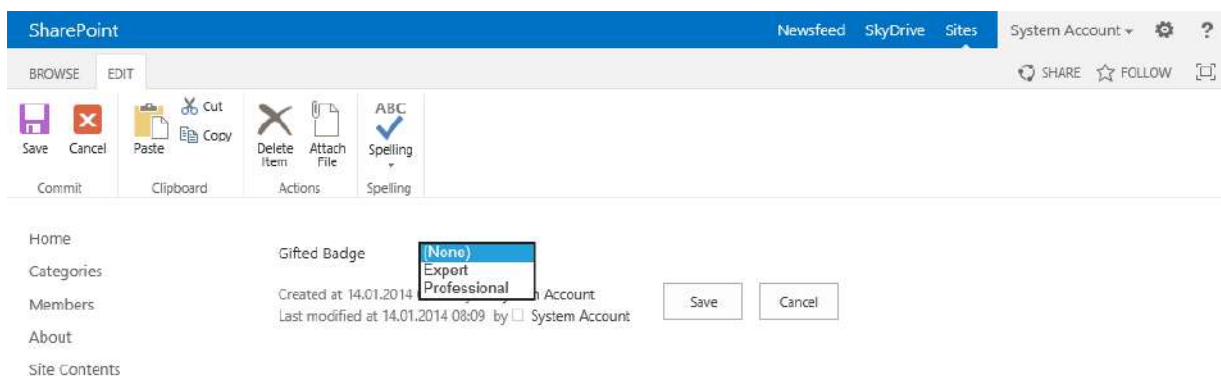 SharePoint Newsfeed SkyDrive Sites System Account ?
BROWSE EDIT SHARE FOLLOW
Save Cancel Paste Cut Copy Delete Item Attach File ABC Spelling
Commit Clipboard Actions Spelling
Home
Categories
Members
About
Site Contents
Gifted Badge (None)
Expert
Professional
Created at 14.01.2014 Account
Last modified at 14.01.2014 08:09 by System Account
Save Cancel